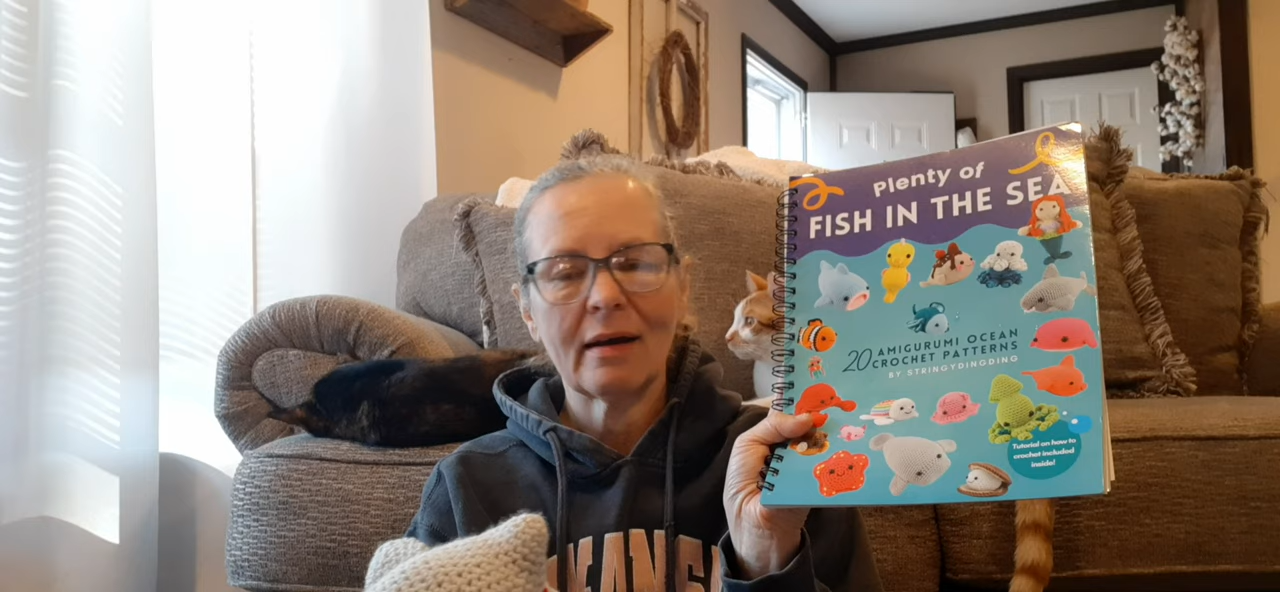 Plenty of
FISH IN THE SEA
20 AMIGURUMI OCEAN
CROCHET PATTERNS
BY STRINGYDINGDING
Tutorial on how to
crochet included
inside!
KANSA